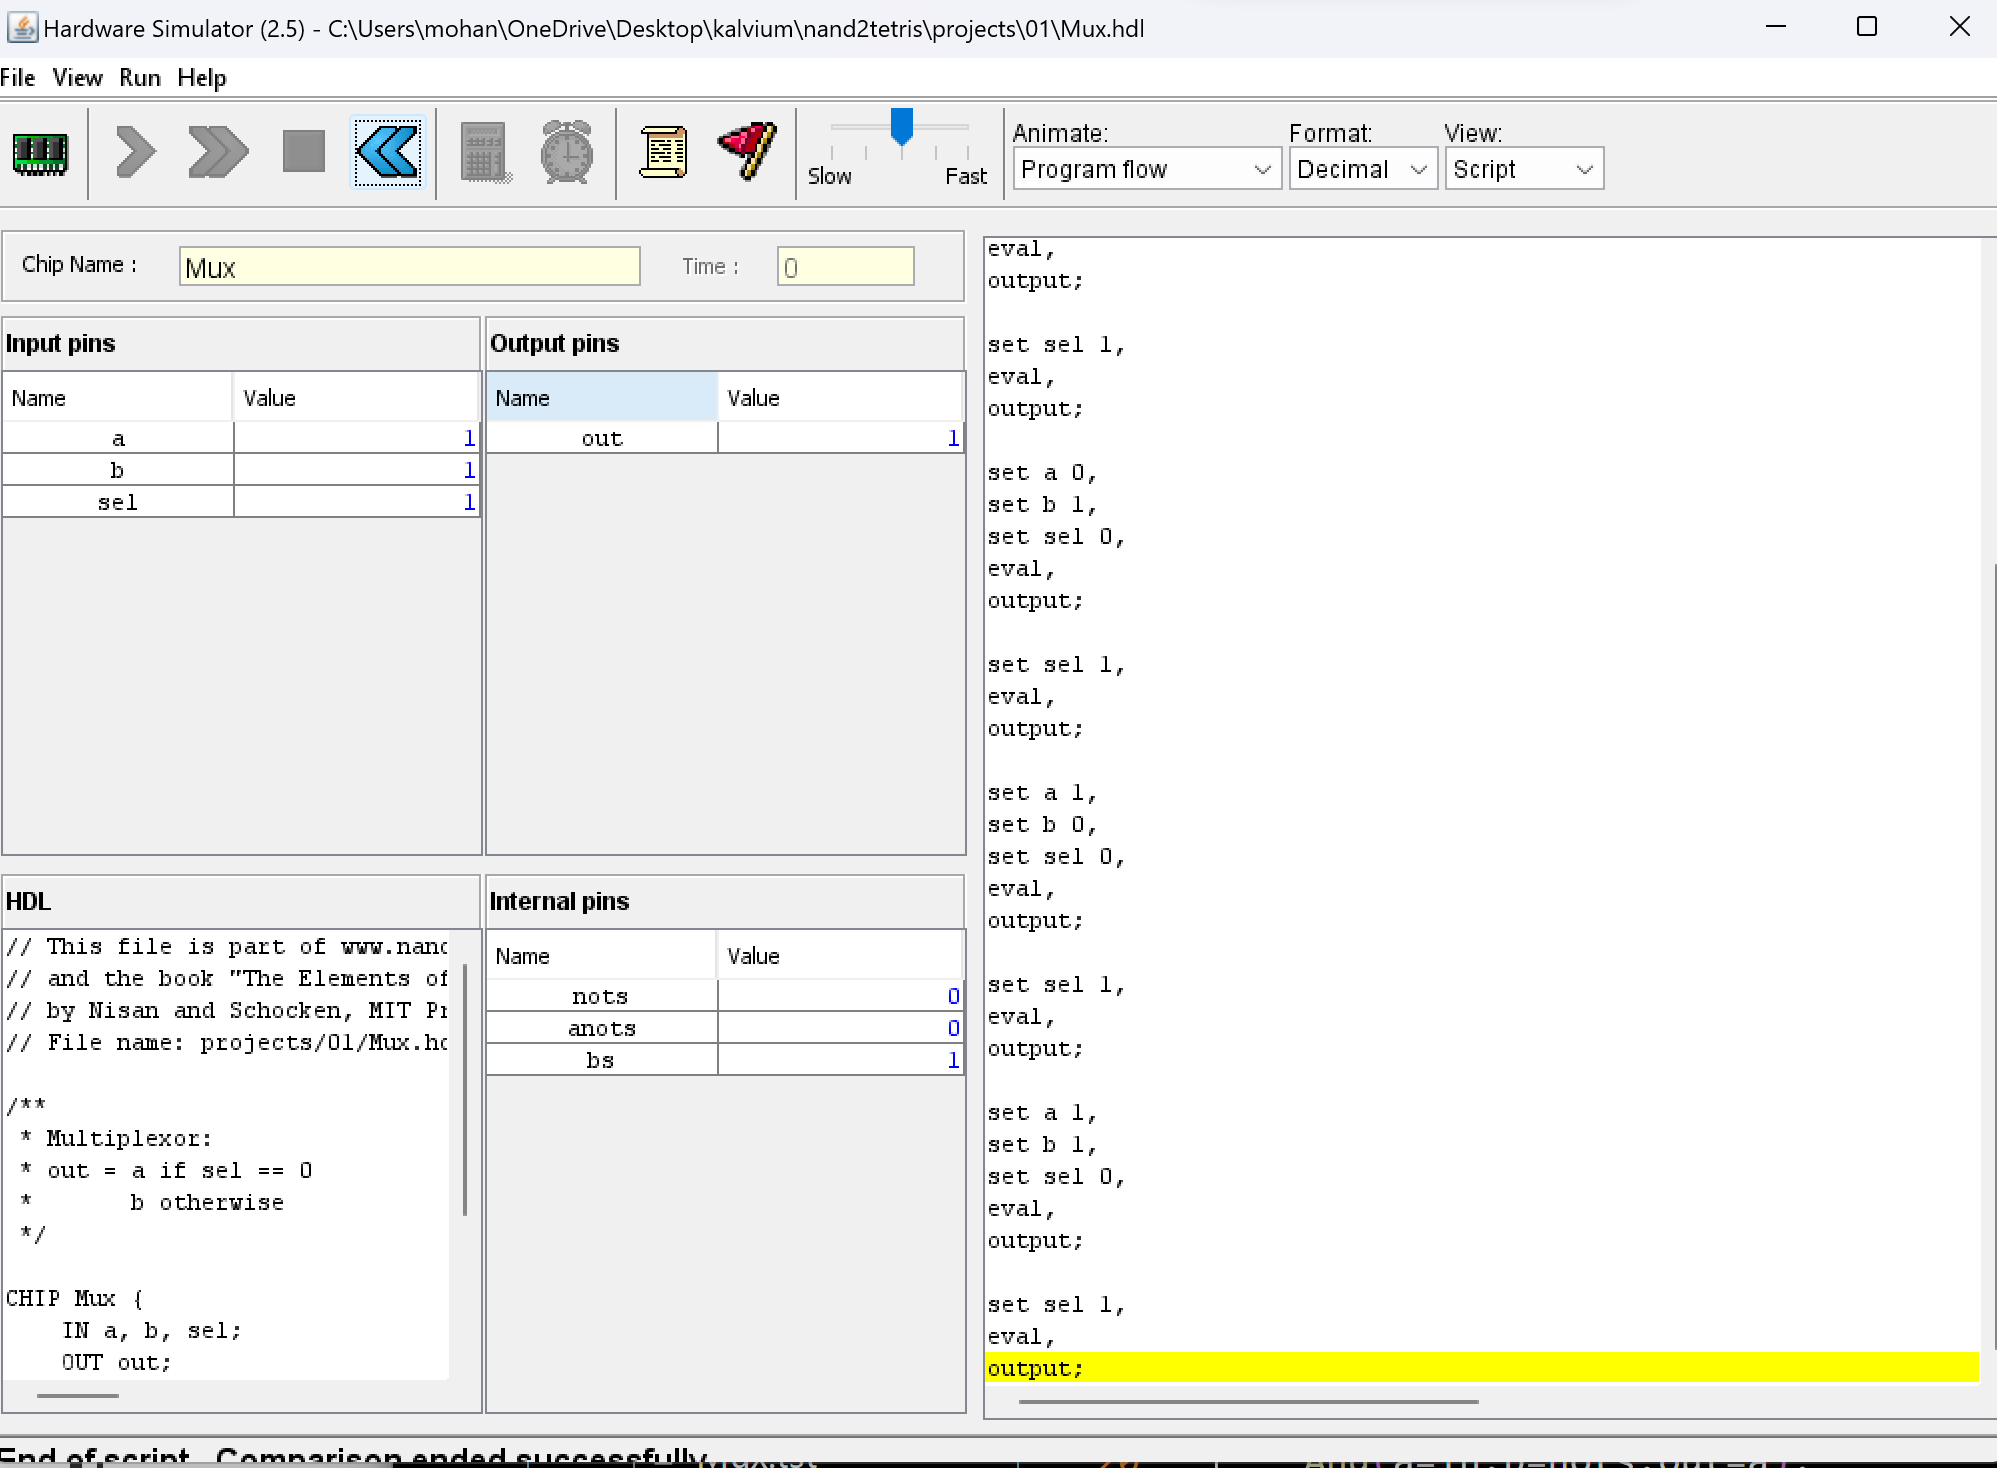 Hardware Simulator (2.5) - C:\Users\mohan\OneDrive\Desktop\kalvium\nand2tetris\projects\01\Mux.hdl
File View Run Help
Animate: Format: View:
Slow Fast Program flow Decimal Script
Chip Name : Mux Time : 0
Input pins
Name Value
a 1
b 1
sel 1
Output pins
Name Value
out 1
HDL
// This file is part of www.nand
// and the book "The Elements of
// by Nisan and Schocken, MIT Pr
// File name: projects/01/Mux.hd
/**
* Multiplexor:
* out = a if sel == 0
* b otherwise
*/
CHIP Mux {
IN a, b, sel;
OUT out;
Internal pins
Name Value
nots 0
anots 0
bs 1
eval,
output;
set sel 1,
eval,
output;
set a 0,
set b 1,
set sel 0,
eval,
output;
set sel 1,
eval,
output;
set a 1,
set b 0,
set sel 0,
eval,
output;
set sel 1,
eval,
output;
set a 1,
set b 1,
set sel 0,
eval,
output;
set sel 1,
eval,
output;
End of script - Comparison ended successfully